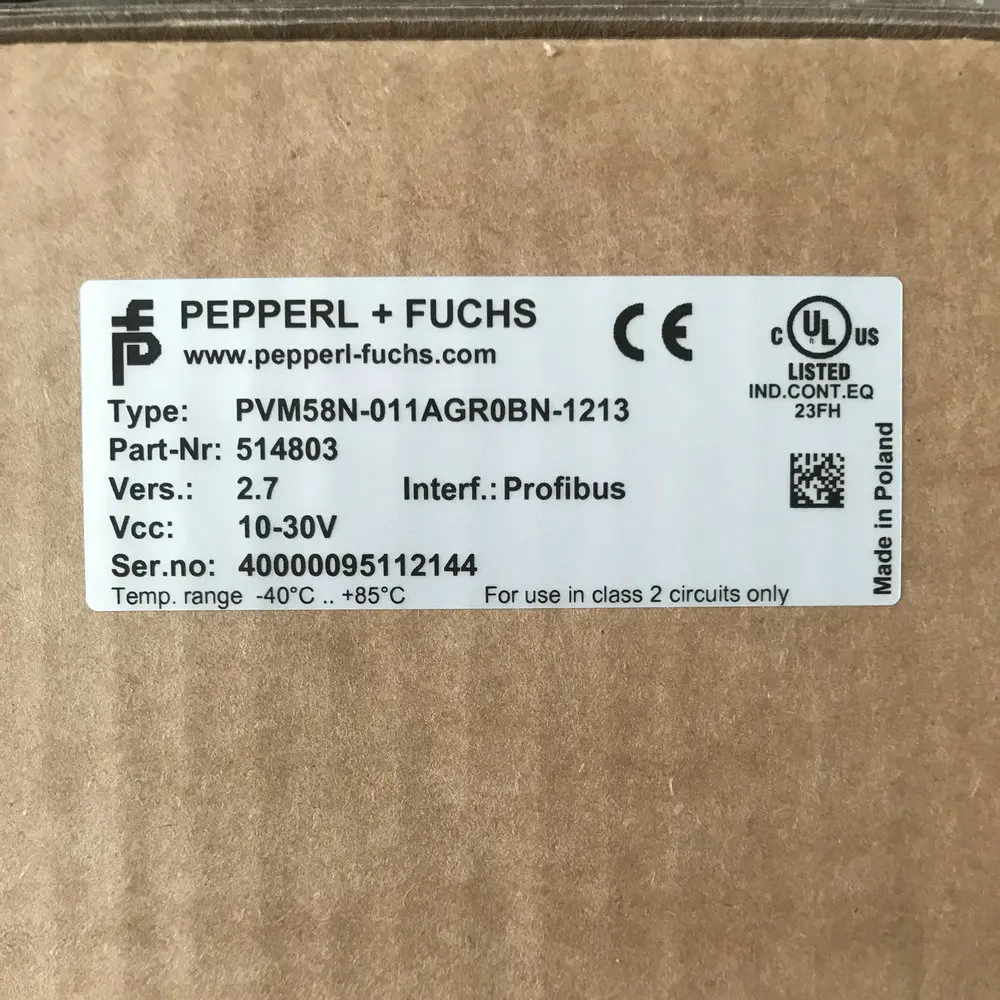 PEPPERL + FUCHS
www.pepperl-fuchs.com
CE
C UL US
LISTED
IND.CONT.EQ
23FH
Type: PVM58N-011AGR0BN-1213
Part-Nr: 514803
Vers.: 2.7 Interf.: Profibus
Vcc: 10-30V
Ser.no: 40000095112144
Temp. range -40°C .. +85°C For use in class 2 circuits only
Made in Poland